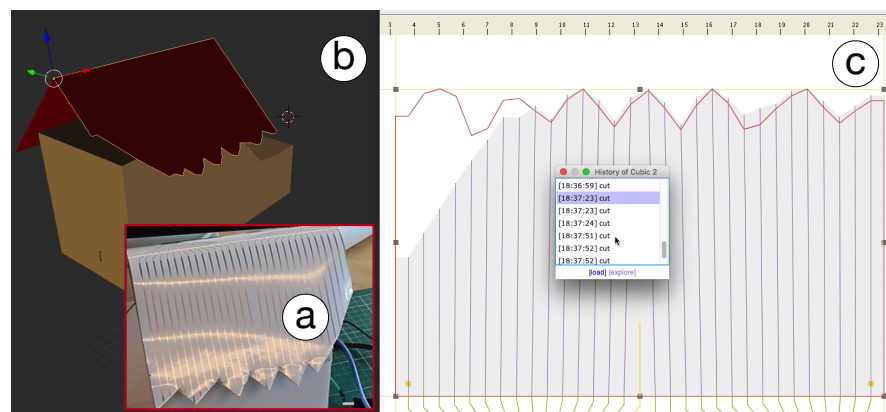 b
a
3 4 5 6 7 8 9 10 11 12 13 14 15 16 17 18 19 20 21 22 23
c
History of Cubic 2
[18:36:59] cut
[18:37:23] cut
[18:37:23] cut
[18:37:24] cut
[18:37:51] cut
[18:37:52] cut
[18:37:52] cut
[load] [explore]